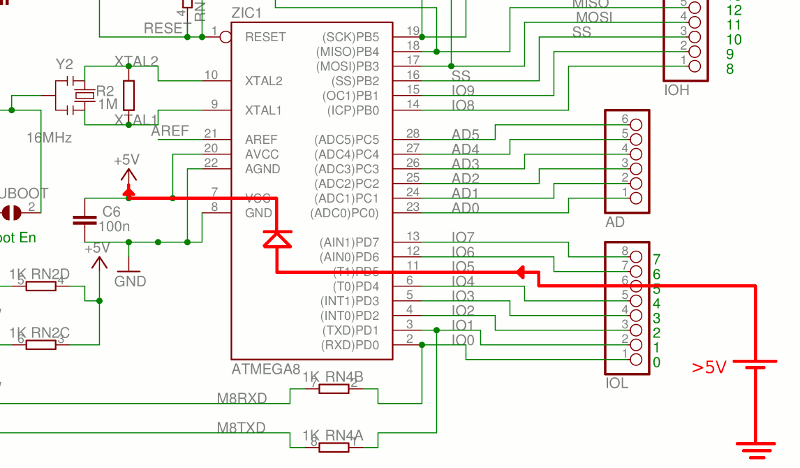 MISO
MOSI
SS
5
4
3
2
1
12
11
10
9
8
IOH
RESET
4
RN
ZIC1
1
RESET
10
XTAL2
9
XTAL1
21
AREF
20
AVCC
22
AGND
7
VCC
8
GND
(SCK)PB5
19
(MISO)PB4
18
(MOSI)PB3
17
(SS)PB2
16
SS
(OC1)PB1
15
IO9
(ICP)PB0
14
IO8
(ADC5)PC5
28
AD5
(ADC4)PC4
27
AD4
(ADC3)PC3
26
AD3
(ADC2)PC2
25
AD2
(ADC1)PC1
24
AD1
(ADC0)PC0
23
AD0
(AIN1)PD7
13
IO7
(AIN0)PD6
12
IO6
(T1)PD5
11
IO5
(T0)PD4
6
IO4
(INT1)PD3
5
IO3
(INT0)PD2
4
IO2
(TXD)PD1
3
IO1
(RXD)PD0
2
IO0
ATMEGA8
6
5
4
3
2
1
AD
8
7
6
5
4
3
2
1
7
6
5
4
3
2
1
0
IOL
>5V
Y2
XTAL2
R2
1M
XTAL1
16MHz
AREF
+5V
UBOOT
2
oot En
C6
100n
+5V
GND
1K RN2D
5
4
1K RN2C
6
3
M8RXD
1K RN4B
7
2
M8TXD
1K RN4A
8
1